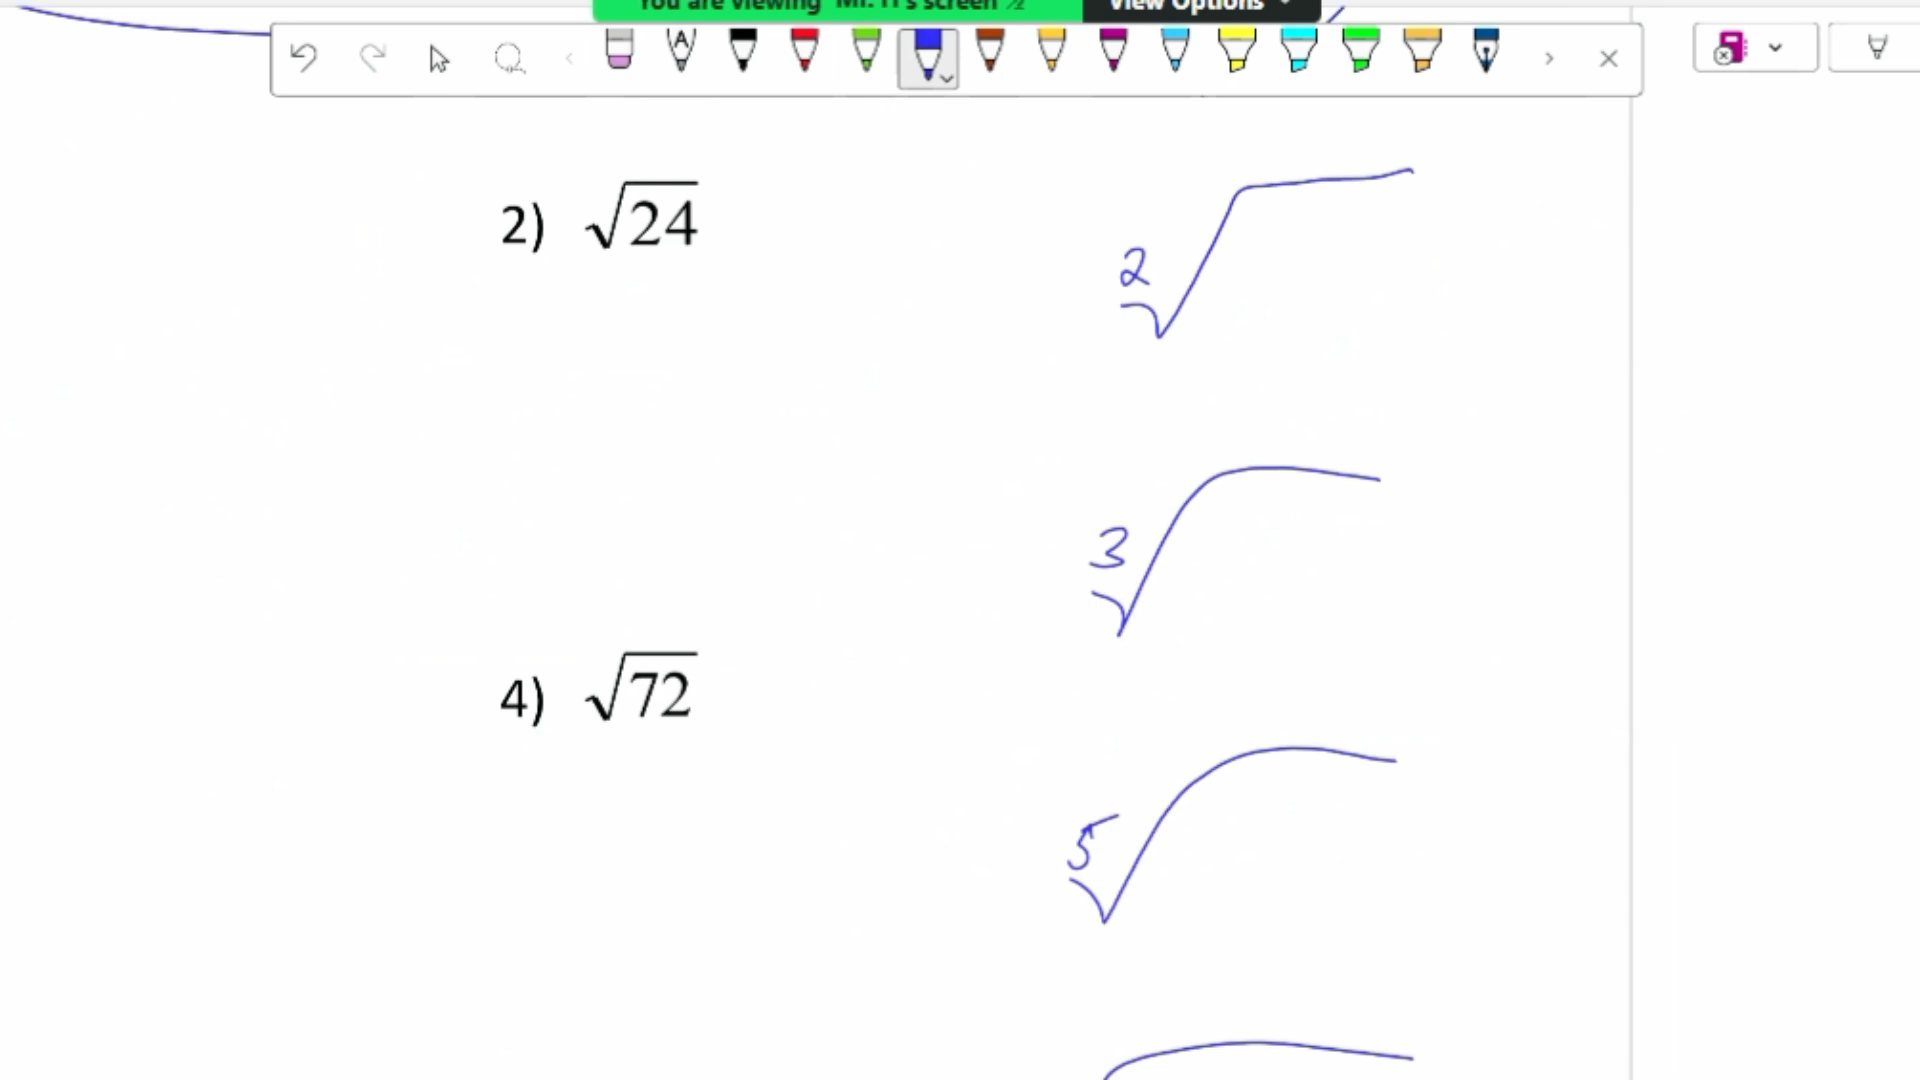 You are viewing Mr. H's screen
View Options
A
2) √24
2√
3√
4) √72
5√